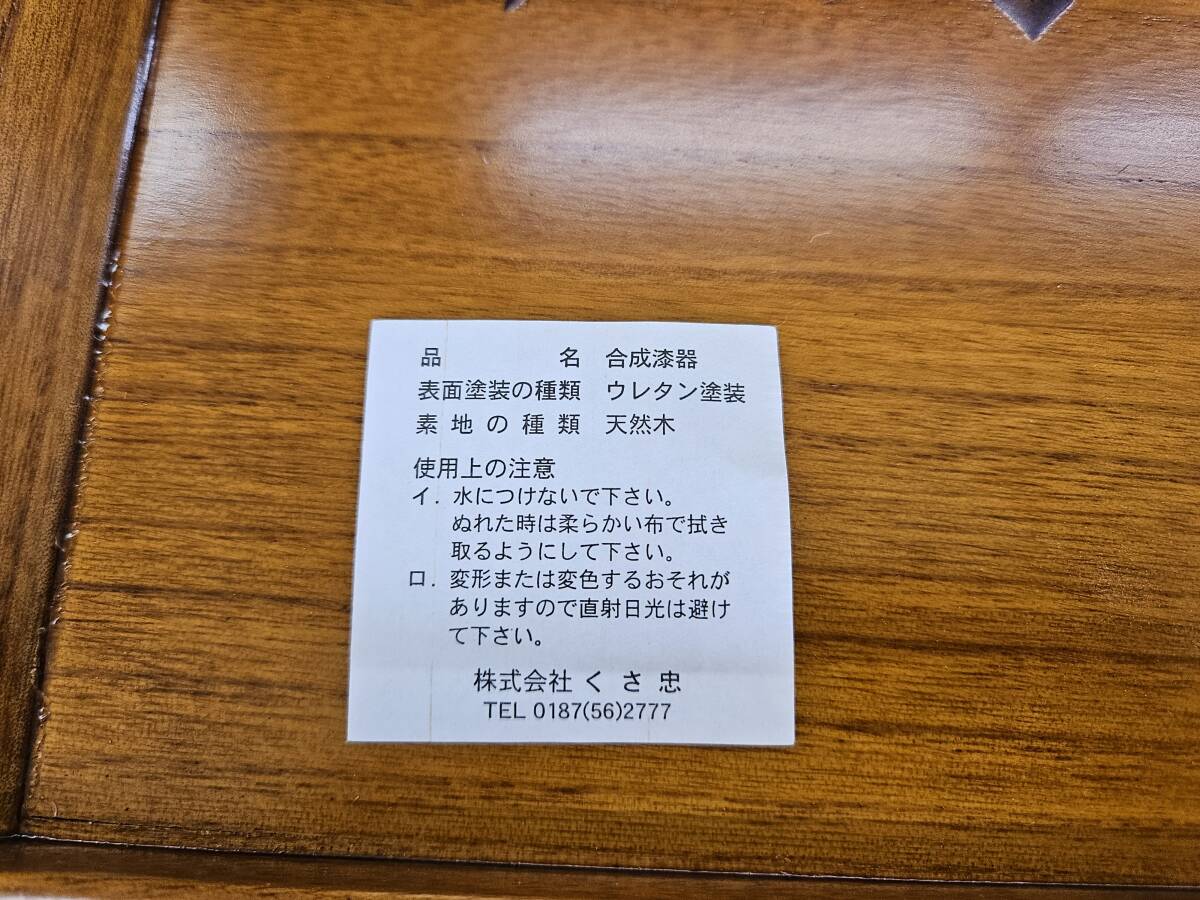 品名 合成漆器
表面塗装の種類 ウレタン塗装
素地の種類 天然木
使用上の注意
イ. 水につけないで下さい。
ぬれた時は柔らかい布で拭き
取るようにして下さい。
ロ. 変形または変色するおそれが
ありますので直射日光は避け
て下さい。
株式会社 くさ忠
TEL 0187(56)2777